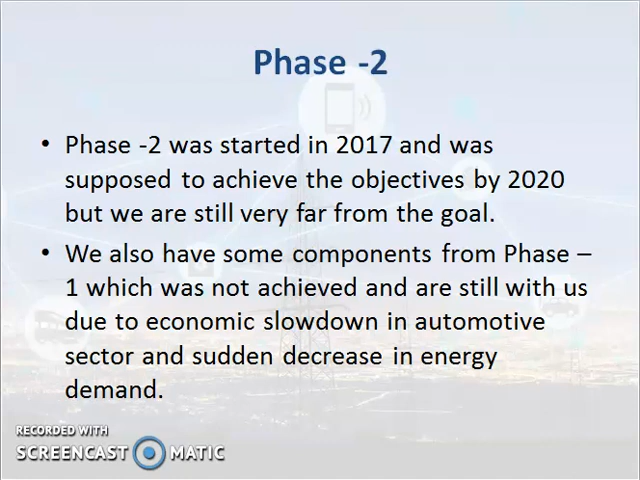 Phase -2
• Phase -2 was started in 2017 and was
supposed to achieve the objectives by 2020
but we are still very far from the goal.
• We also have some components from Phase –
1 which was not achieved and are still with us
due to economic slowdown in automotive
sector and sudden decrease in energy
demand.
RECORDED WITH
SCREENCAST MATIC